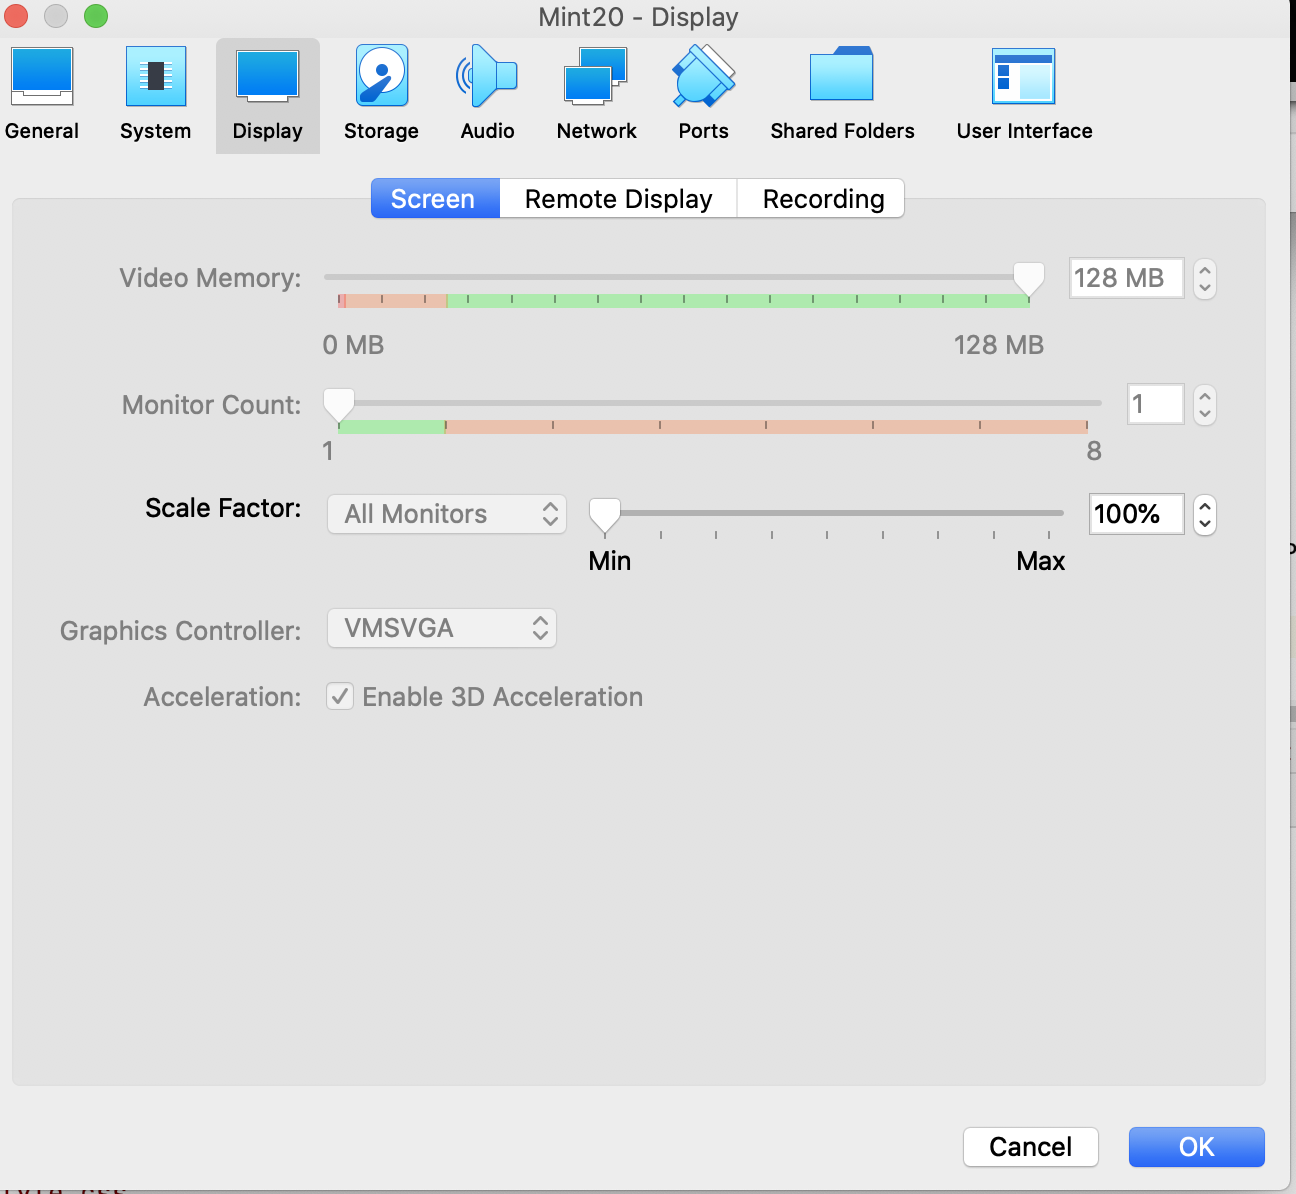 Mint20 - Display
General System Display Storage Audio Network Ports Shared Folders User Interface
Screen Remote Display Recording
Video Memory: 128 MB
0 MB 128 MB
Monitor Count: 1
1 8
Scale Factor: All Monitors 100%
Min Max
Graphics Controller: VMSVGA
Acceleration: Enable 3D Acceleration
Cancel OK